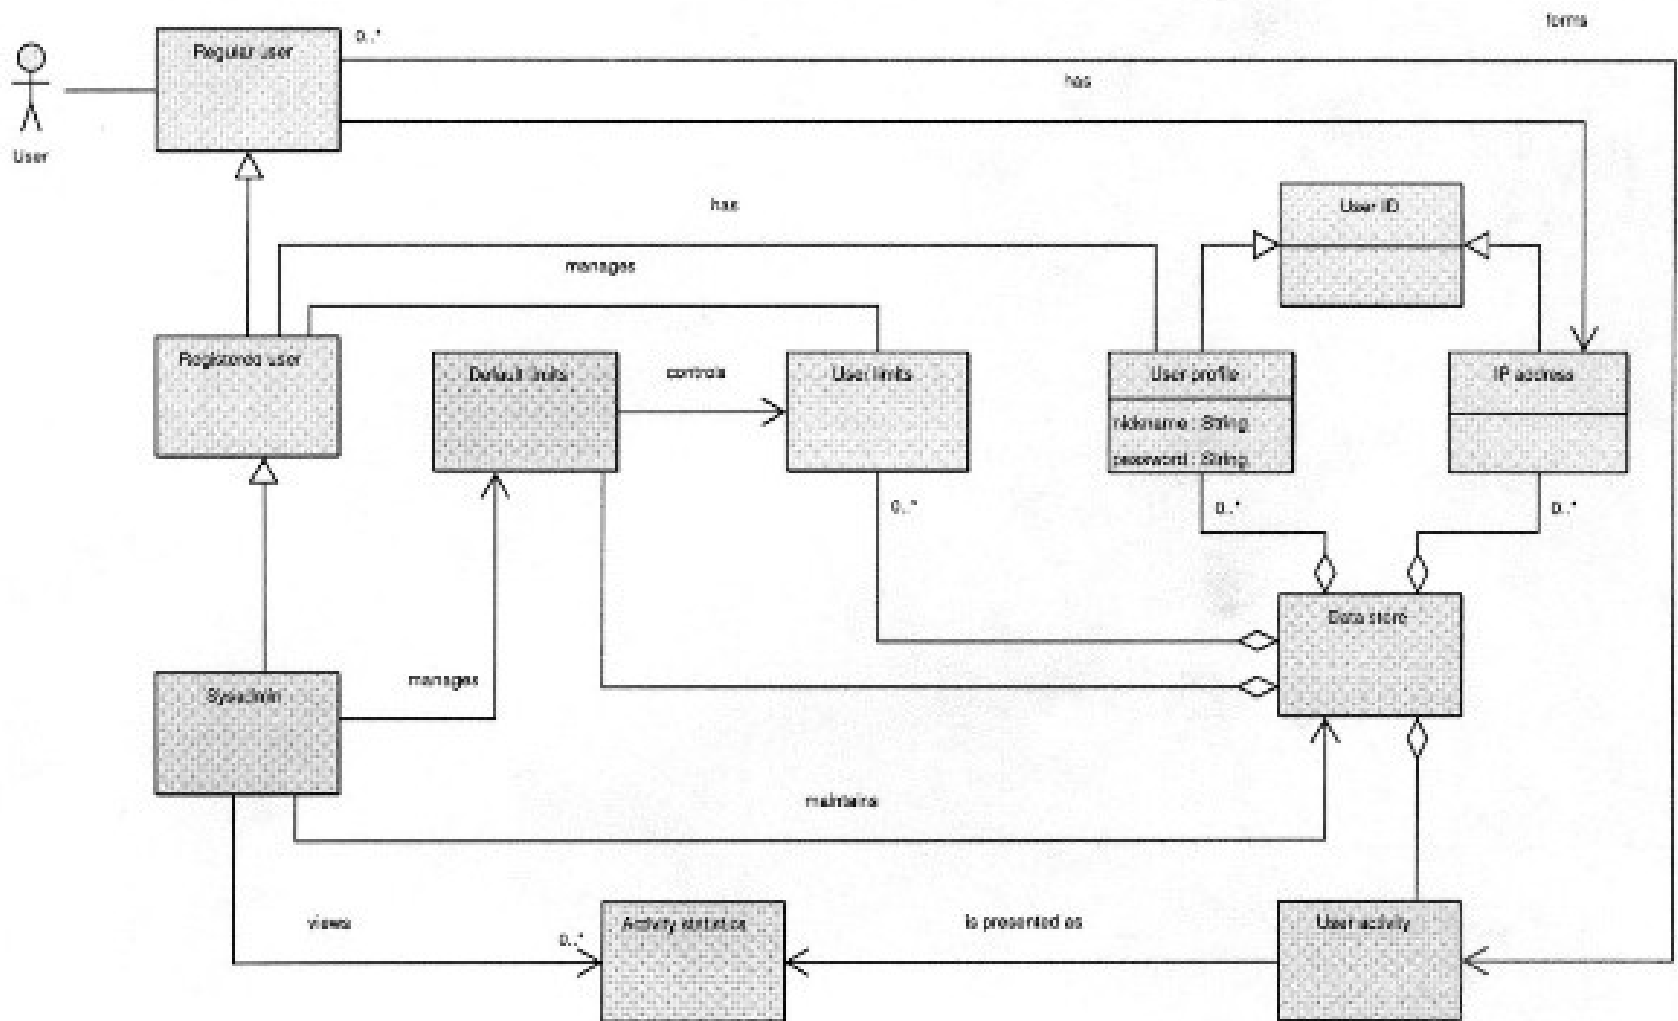 forms
0..*
Regular user
has
User
User ID
has
manages
Registered user
Default limits
controls
User limits
User profile
IP address
nickname : String
password : String
0..*
0..*
0..*
Data store
manages
Sysadmin
maintains
views
Activity statistics
is presented as
User activity
0..*